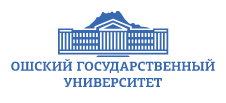 ОШСКИЙ ГОСУДАРСТВЕННЫЙ
УНИВЕРСИТЕТ